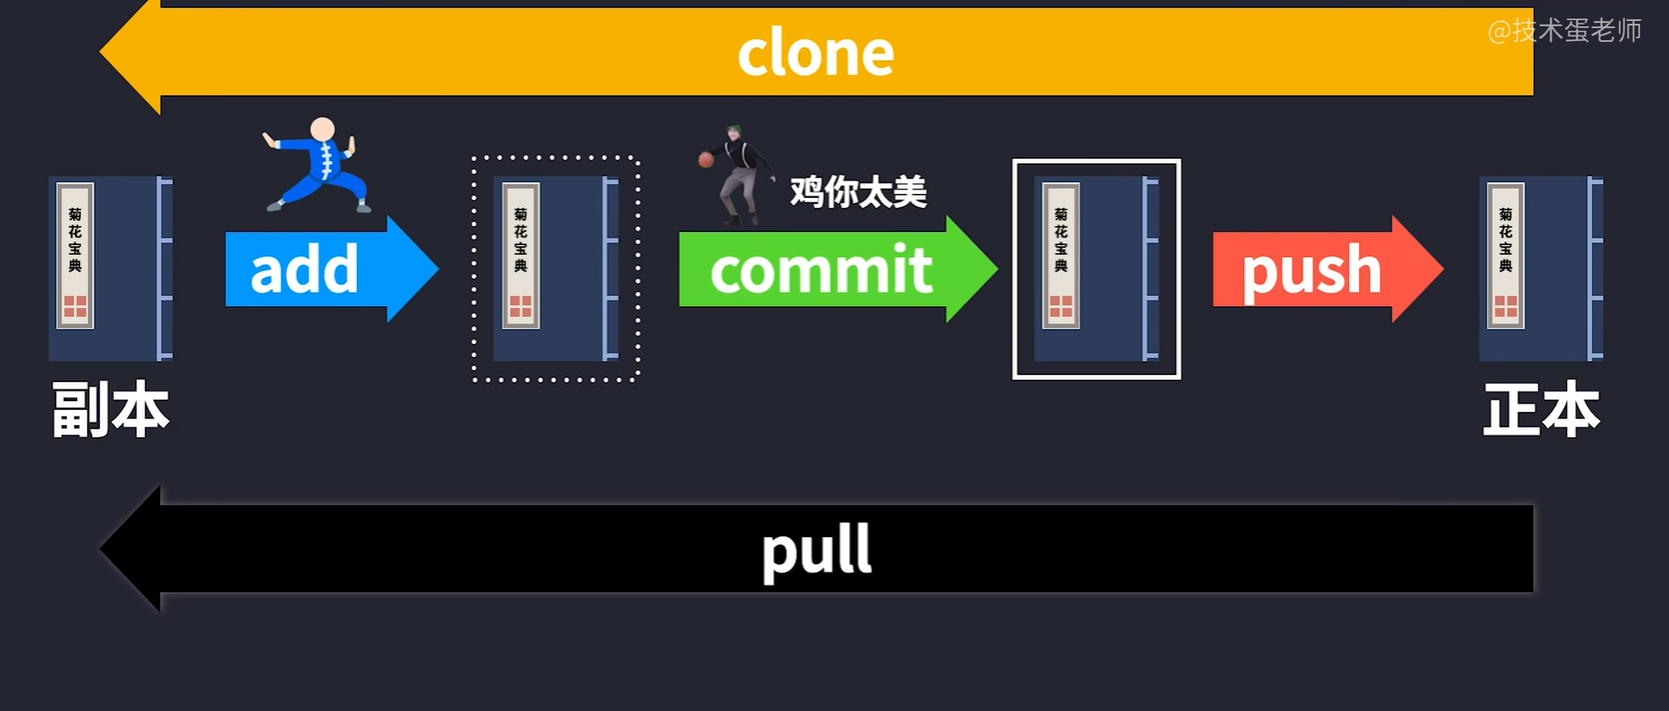 clone
@技术蛋老师
鸡你太美
菊花宝典
add
菊花宝典
commit
菊花宝典
push
菊花宝典
副本
正本
pull